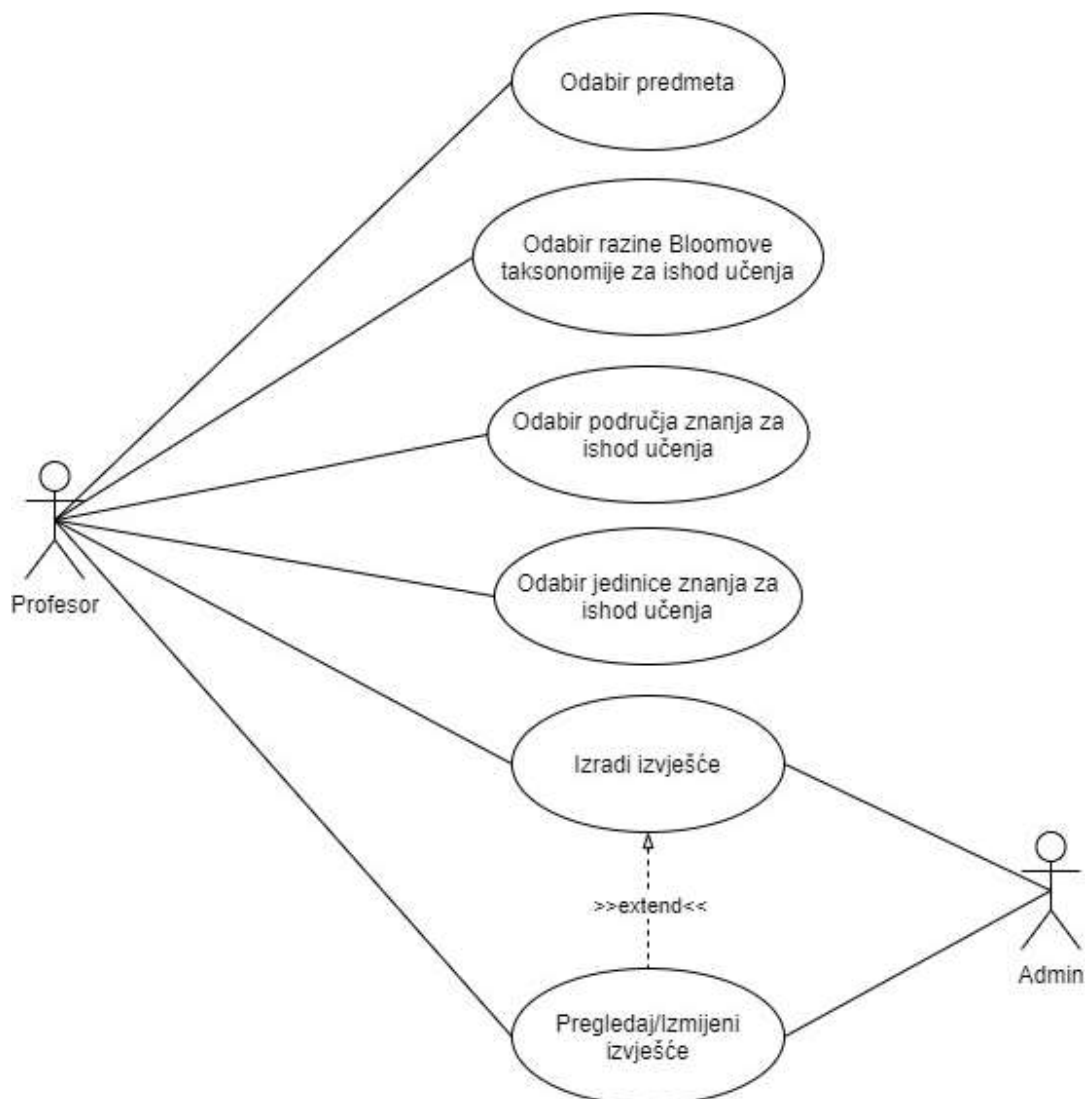 Odabir predmeta
Odabir razine Bloomove
taksonomije za ishod učenja
Odabir područja znanja za
ishod učenja
Profesor
Odabir jedinice znanja za
ishod učenja
Izradi izvješće
>>extend<<
Admin
Pregledaj/Izmijeni
izvješće